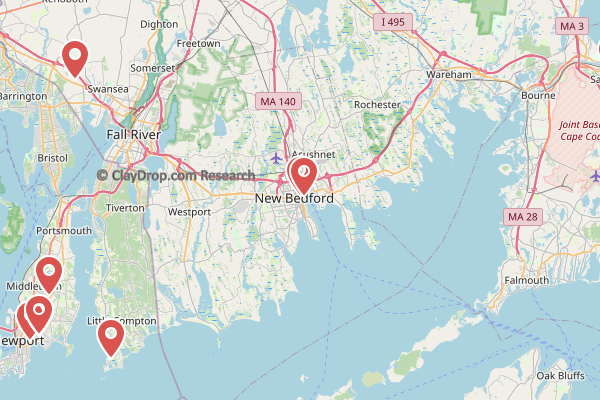 Rehoboth
Dighton
I 495
MA 3
Freetown
Somerset
Wareham
Swansea
Barrington
MA 140
Rochester
Bourne
Fall River
Joint Base
Cape Cod
Acushnet
Bristol
© ClayDrop.com Research
New Bedford
Tiverton
Westport
MA 28
Portsmouth
Falmouth
Middletown
Little Compton
Newport
Oak Bluffs